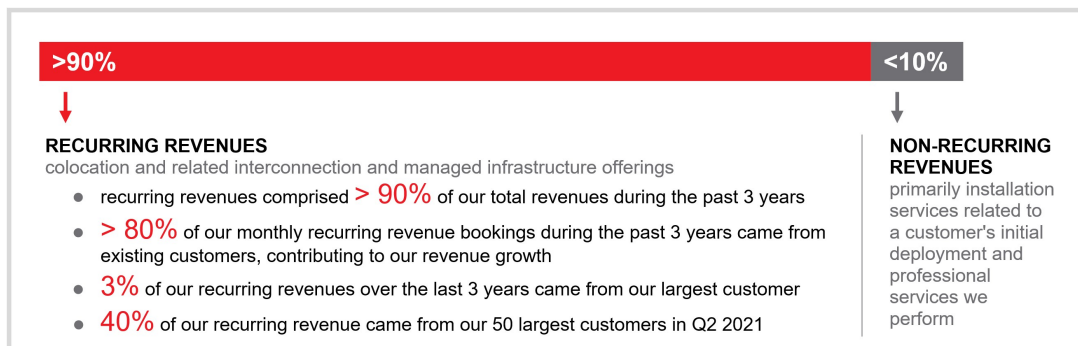 >90%
<10%
RECURRING REVENUES
colocation and related interconnection and managed infrastructure offerings
● recurring revenues comprised > 90% of our total revenues during the past 3 years
● > 80% of our monthly recurring revenue bookings during the past 3 years came from
existing customers, contributing to our revenue growth
● 3% of our recurring revenues over the last 3 years came from our largest customer
● 40% of our recurring revenue came from our 50 largest customers in Q2 2021
NON-RECURRING
REVENUES
primarily installation
services related to
a customer's initial
deployment and
professional
services we
perform